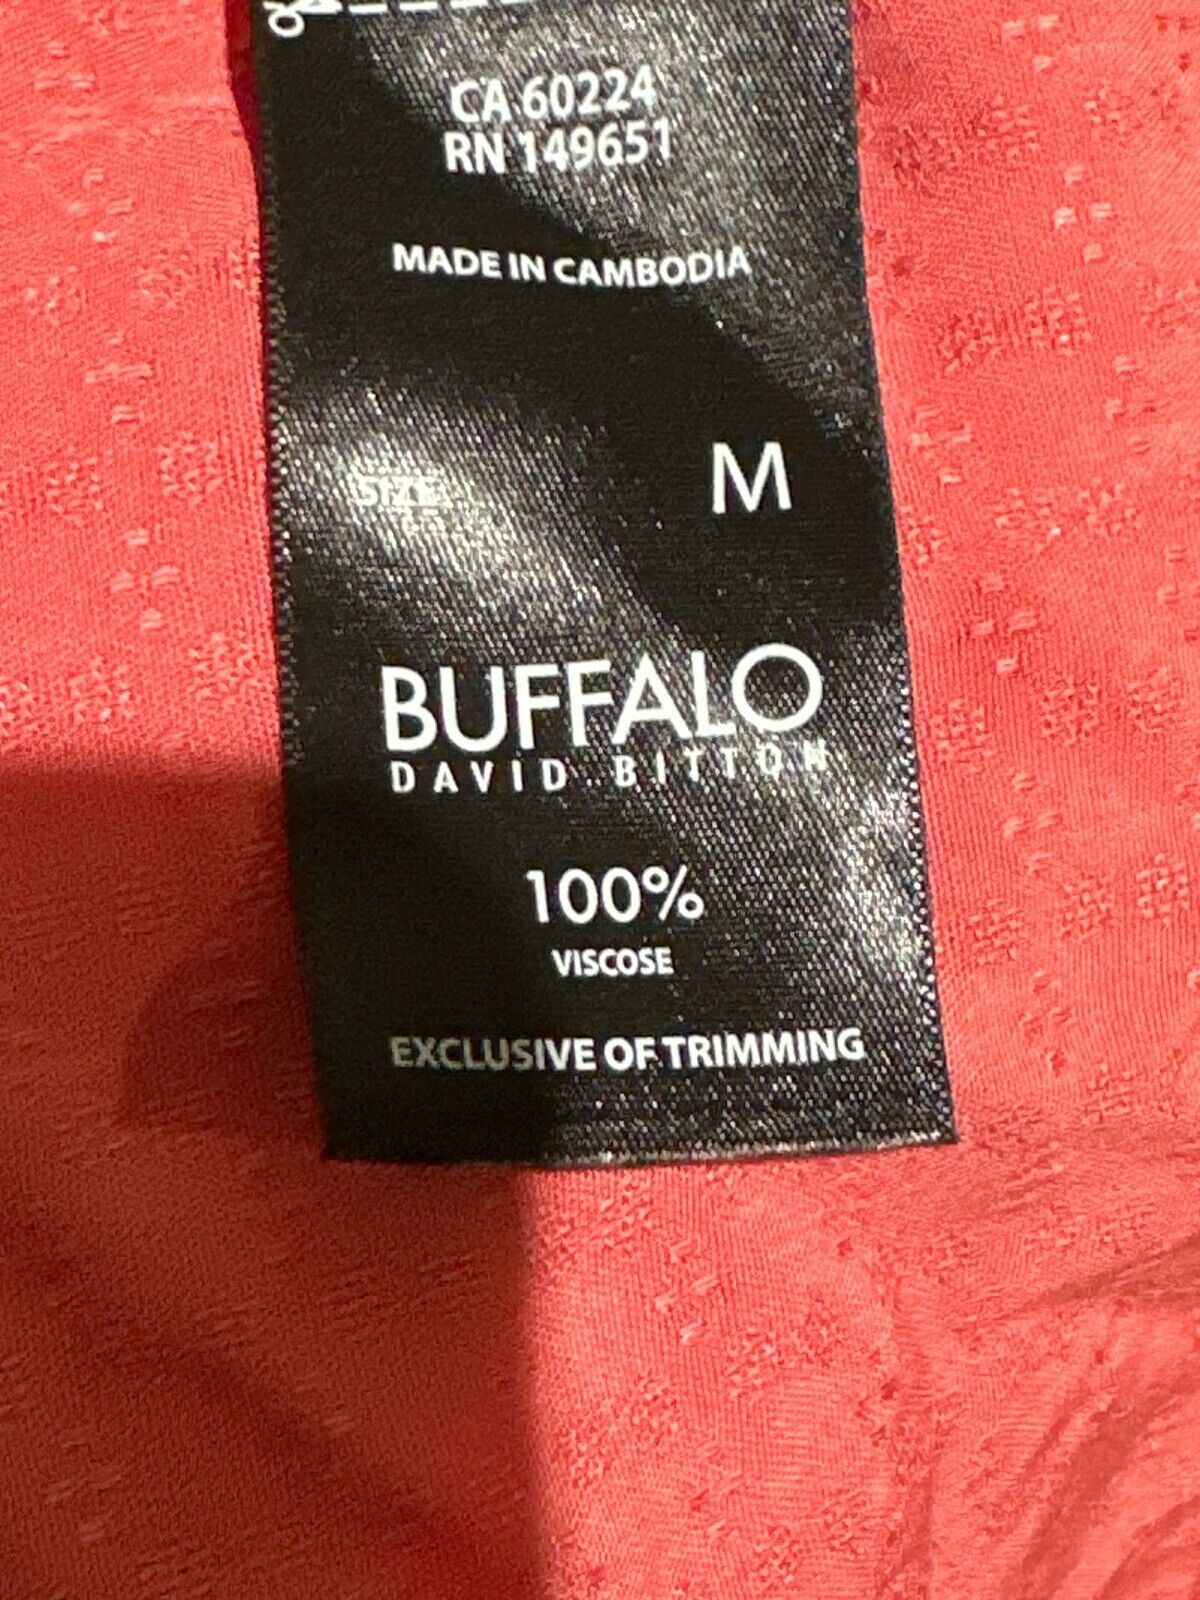 CA 60224
RN 149651
MADE IN CAMBODIA
SIZE M
BUFFALO
DAVID BITTON
100%
VISCOSE
EXCLUSIVE OF TRIMMING